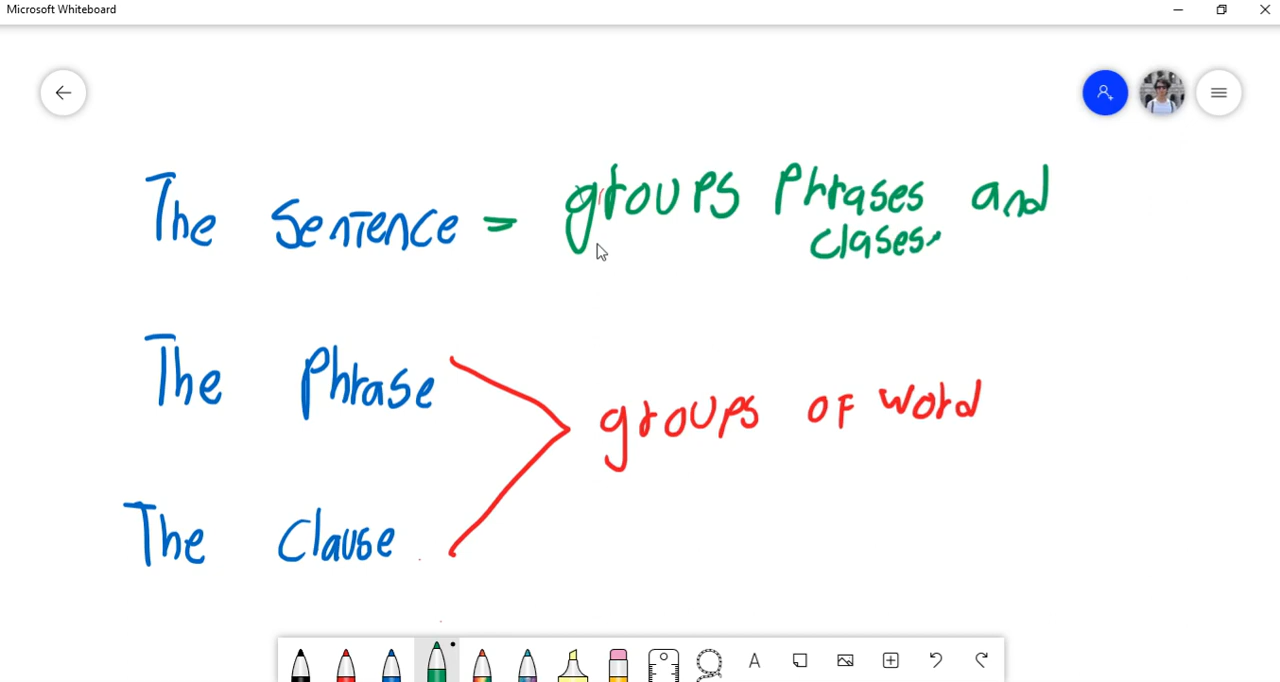 Microsoft Whiteboard
The Sentence = groups Phrases and
clases.
The Phrase
groups of word
The Clause
A